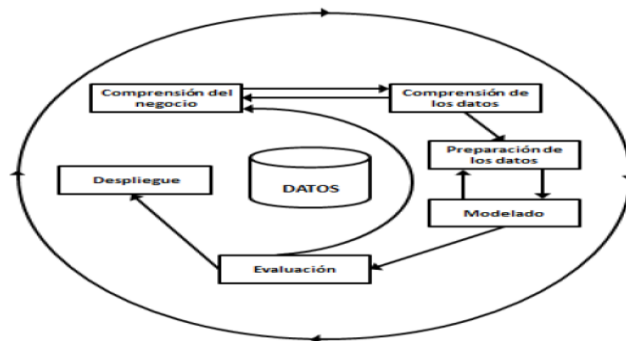 Comprensión del
negocio
Comprensión de
los datos
Preparación de
los datos
Despliegue
DATOS
Modelado
Evaluación